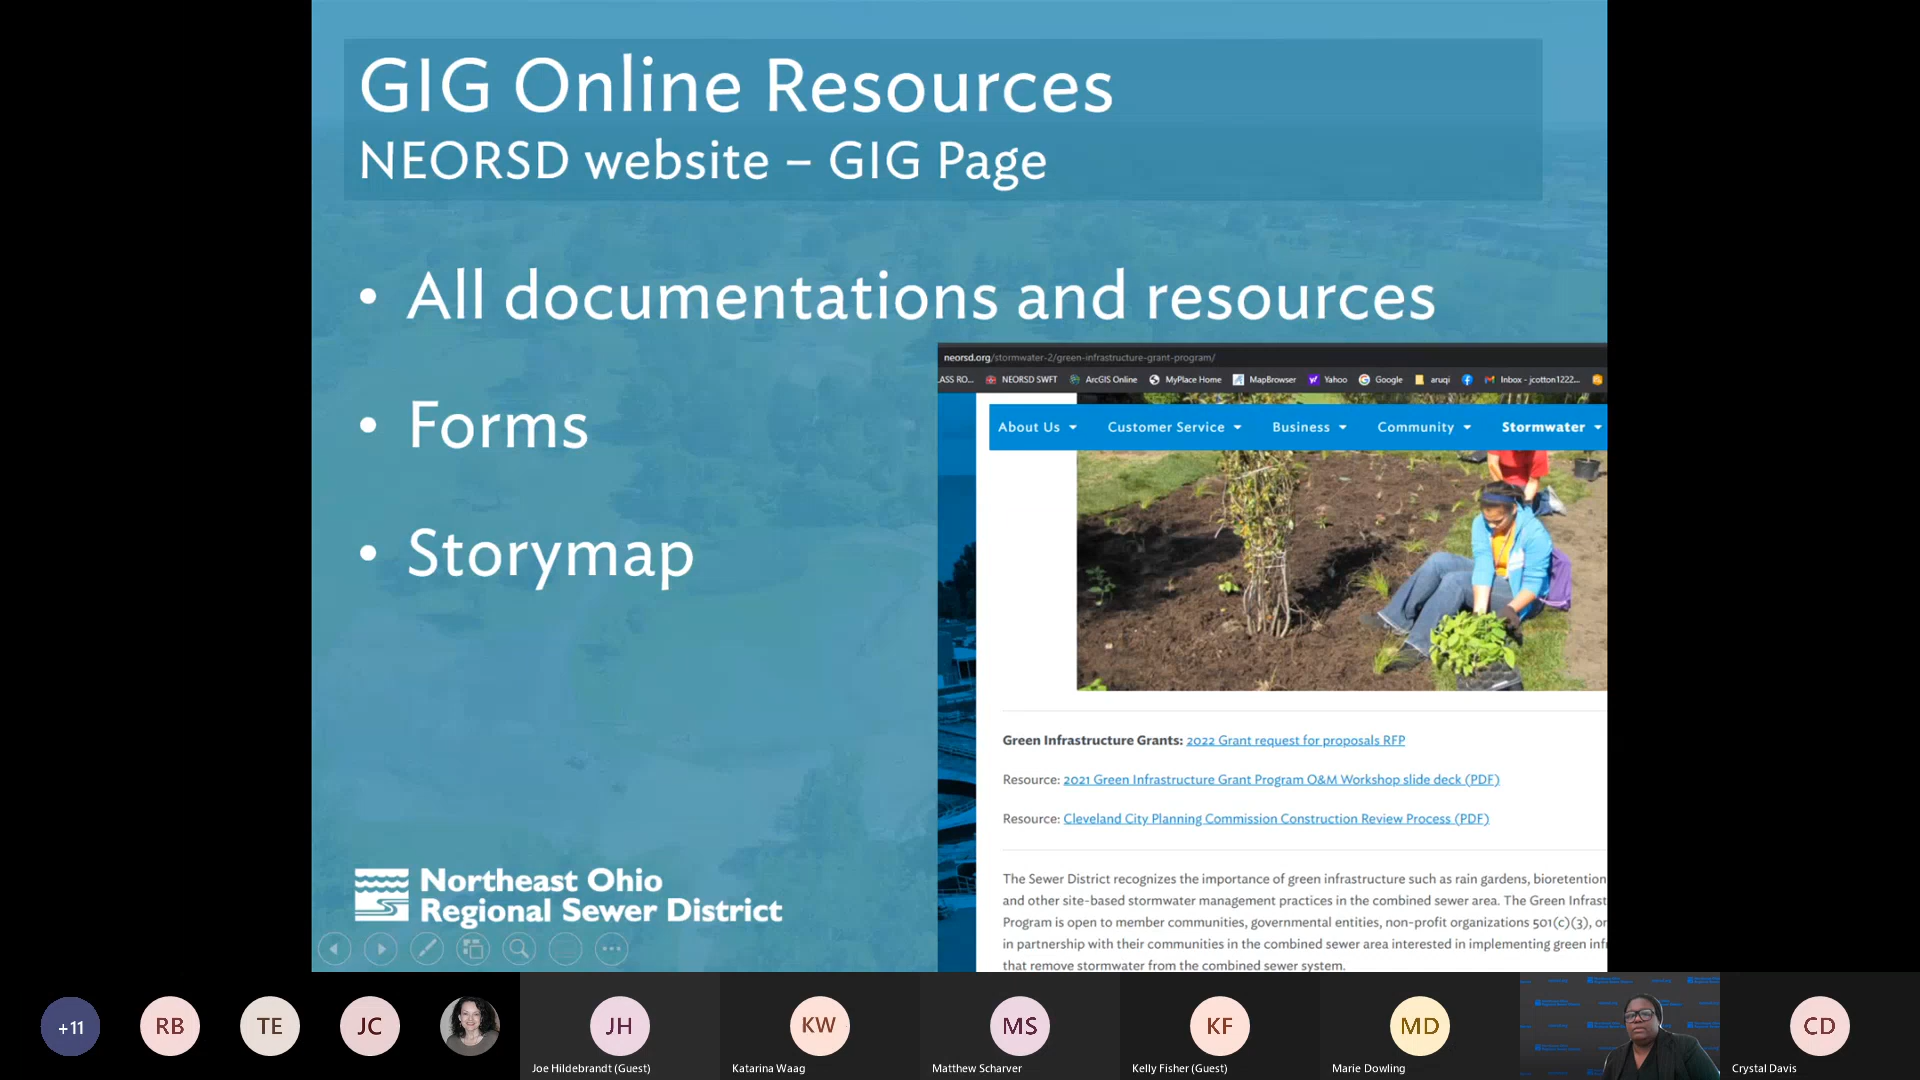 GIG Online Resources
NEORSD website – GIG Page
• All documentations and resources
• Forms
• Storymap
neorsd.org/stormwater-2/green-infrastructure-grant-program/
LASS RO... NEORSD SWFT ArcGIS Online MyPlace Home MapBrowser Yahoo Google aruqi Inbox - jcotton1222...
About Us Customer Service Business Community Stormwater
Green Infrastructure Grants: 2022 Grant request for proposals RFP
Resource: 2021 Green Infrastructure Grant Program O&M Workshop slide deck (PDF)
Resource: Cleveland City Planning Commission Construction Review Process (PDF)
The Sewer District recognizes the importance of green infrastructure such as rain gardens, bioretention
and other site-based stormwater management practices in the combined sewer area. The Green Infrast
Program is open to member communities, governmental entities, non-profit organizations 501(c)(3), or
in partnership with their communities in the combined sewer area interested in implementing green inf
that remove stormwater from the combined sewer system.
Northeast Ohio
Regional Sewer District
+11 RB TE JC JH KW MS KF MD CD
Joe Hildebrandt (Guest) Katarina Waag Matthew Scharver Kelly Fisher (Guest) Marie Dowling Crystal Davis